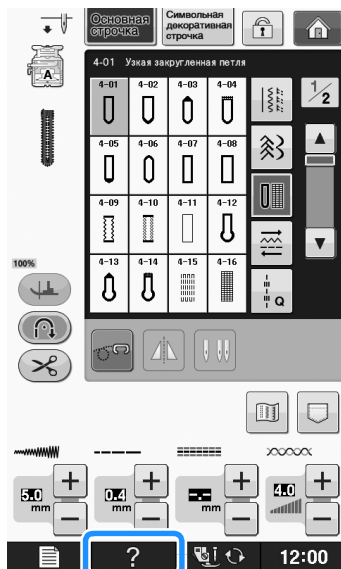 Основная строчка
Символьная декоративная строчка
A
4-01 Узкая закругленная петля
1/2
4-01 4-02 4-03 4-04
4-05 4-06 4-07 4-08
4-09 4-10 4-11 4-12
4-13 4-14 4-15 4-16
Q
100%
5.0 mm + −
0.4 mm + −
-.- mm + −
4.0 + −
?
12:00